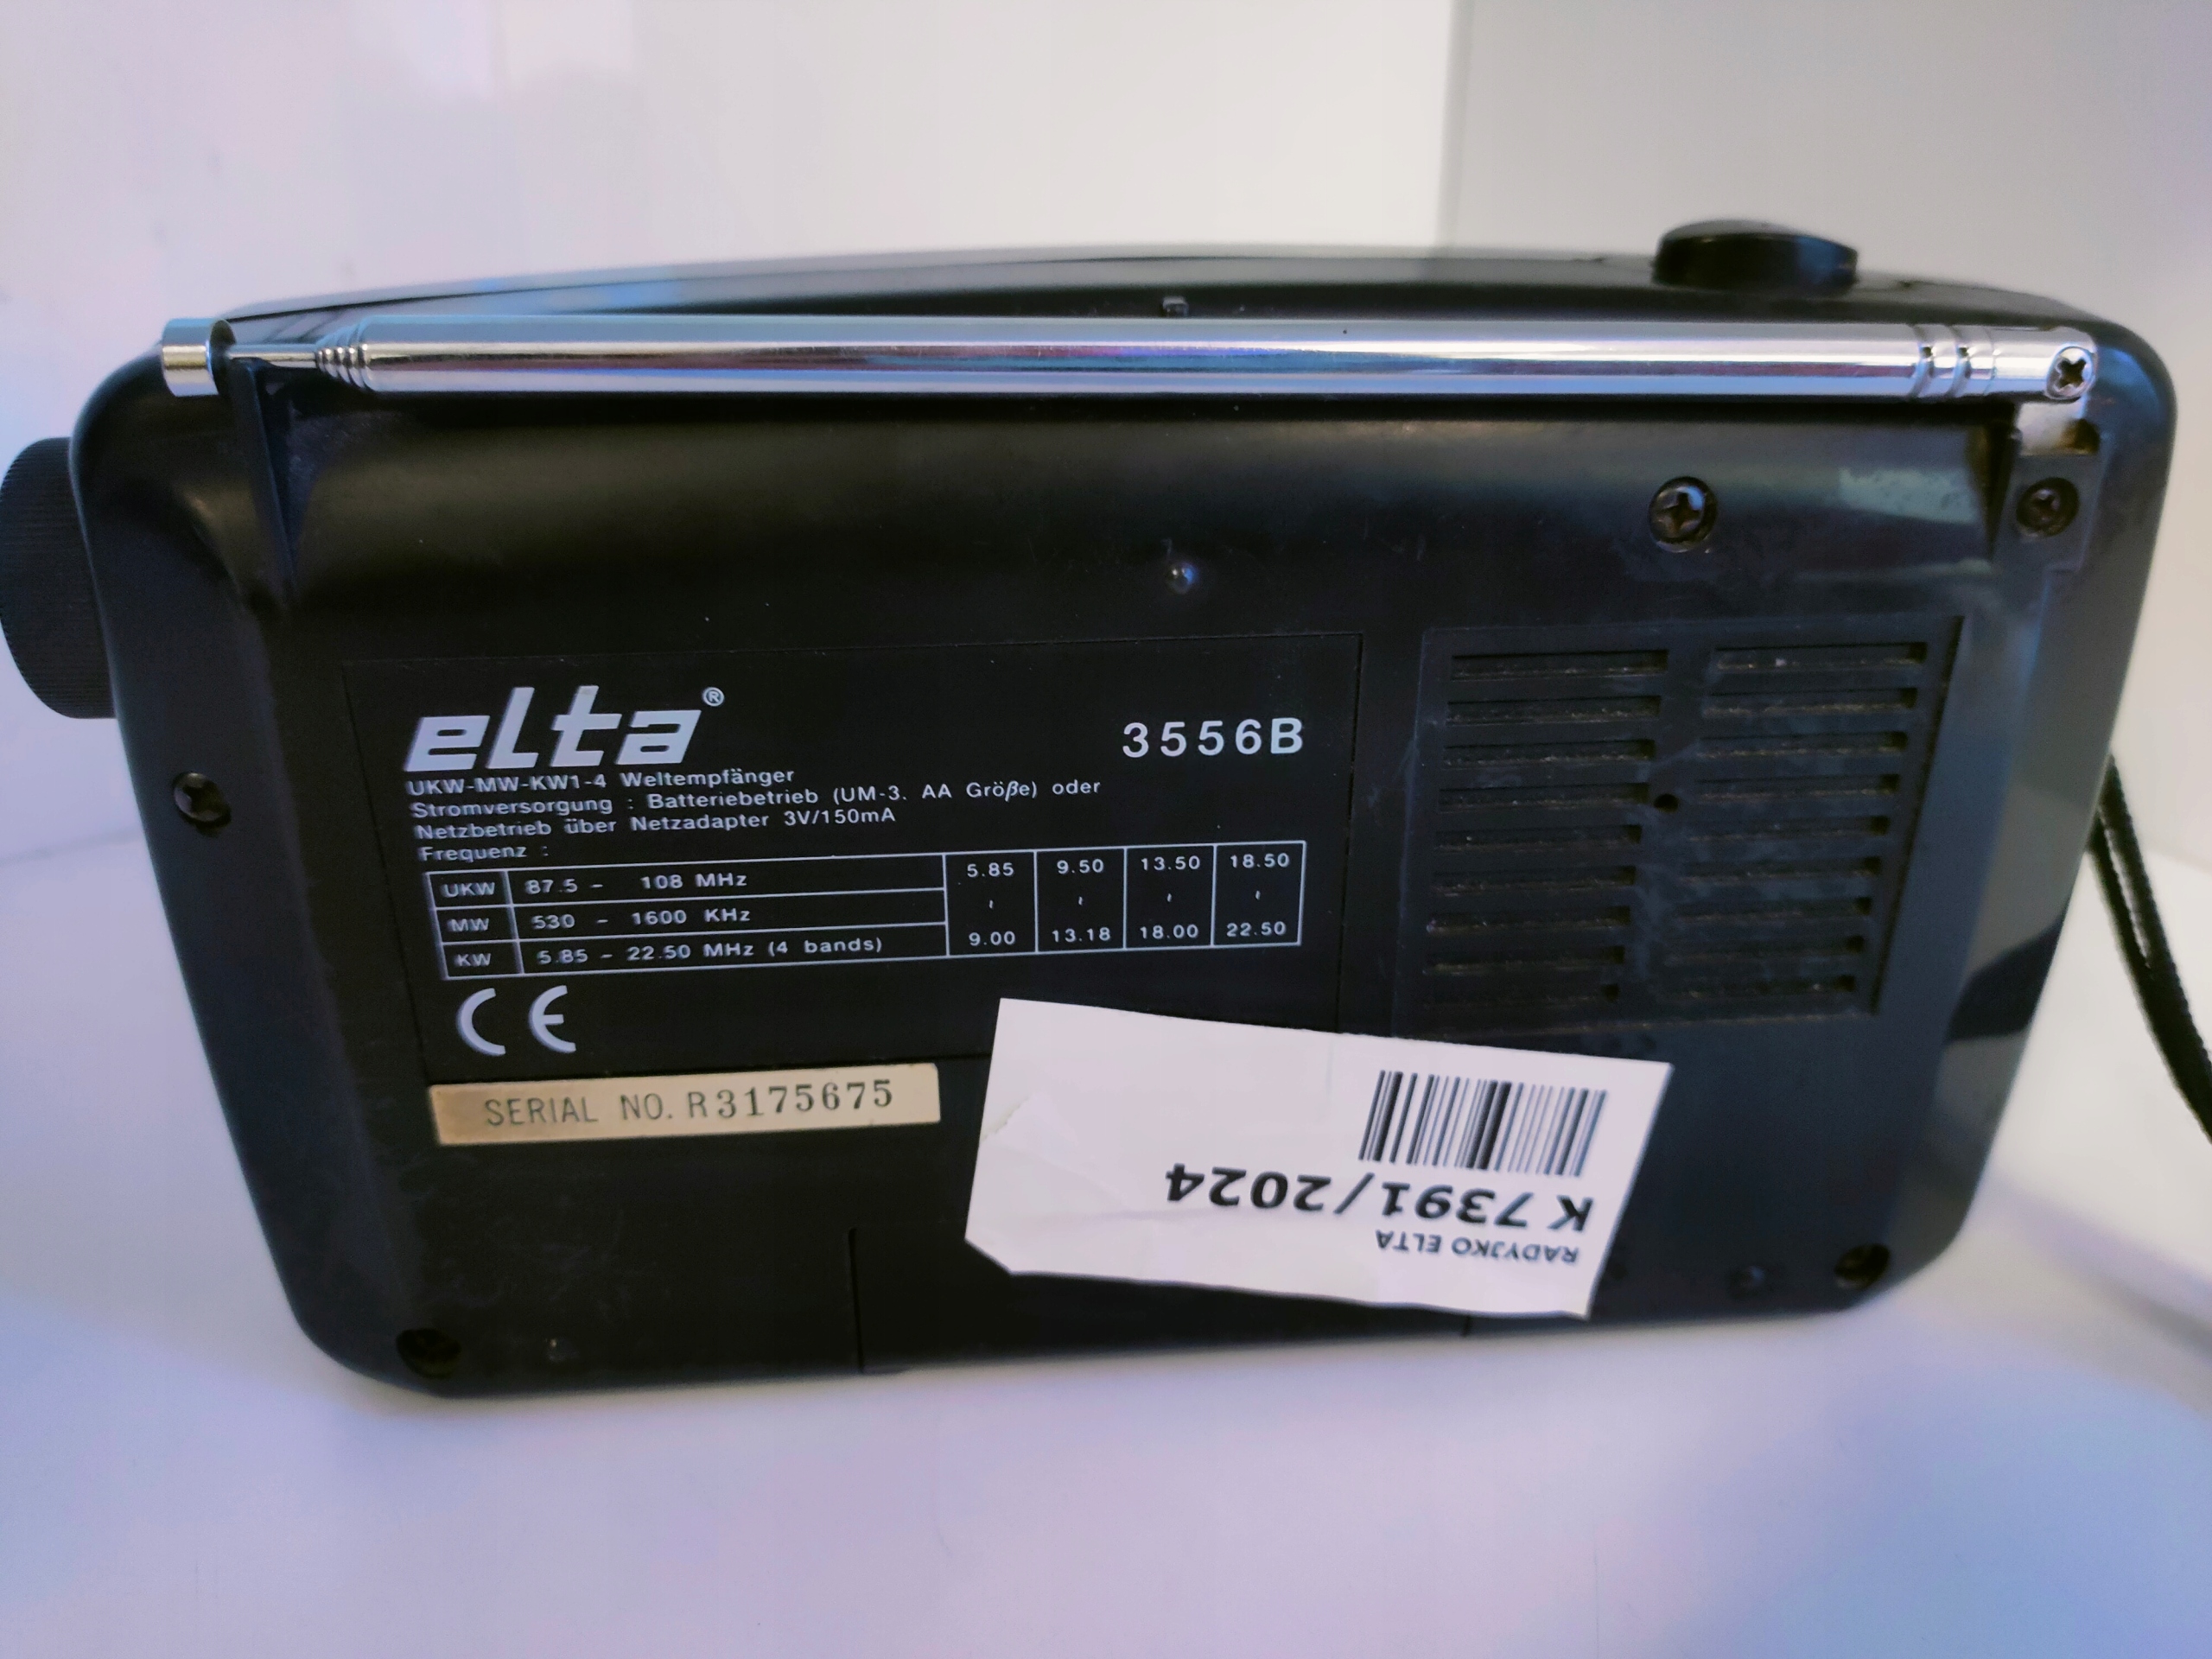 elta®
3556B
UKW-MW-KW1-4 Weltempfänger
Stromversorgung : Batteriebetrieb (UM-3. AA Größe) oder
Netzbetrieb über Netzadapter 3V/150mA
Frequenz :
UKW 87.5 - 108 MHz
MW 530 - 1600 KHz
KW 5.85 - 22.50 MHz (4 bands)
5.85 ~ 9.00
9.50 ~ 13.18
13.50 ~ 18.00
18.50 ~ 22.50
CE
SERIAL NO. R3175675
RADYJKO ELTA
K 7391/2024